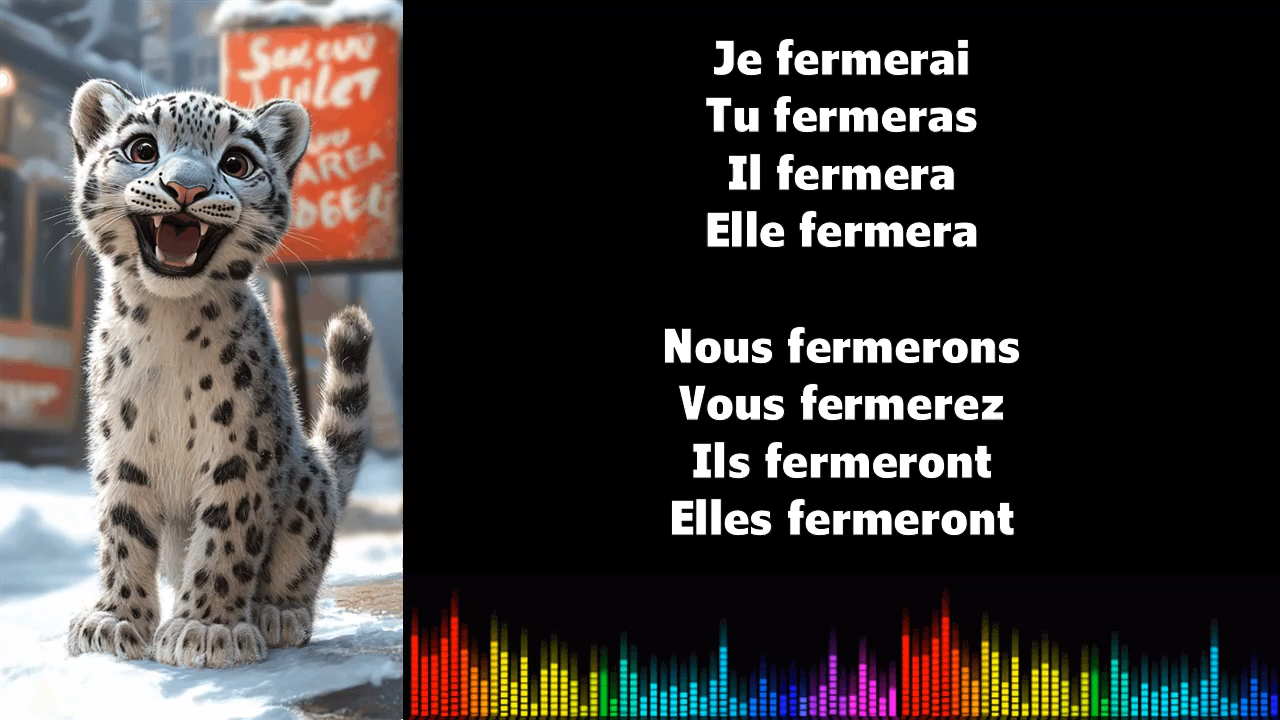 Je fermerai
Tu fermeras
Il fermera
Elle fermera
Nous fermerons
Vous fermerez
Ils fermeront
Elles fermeront